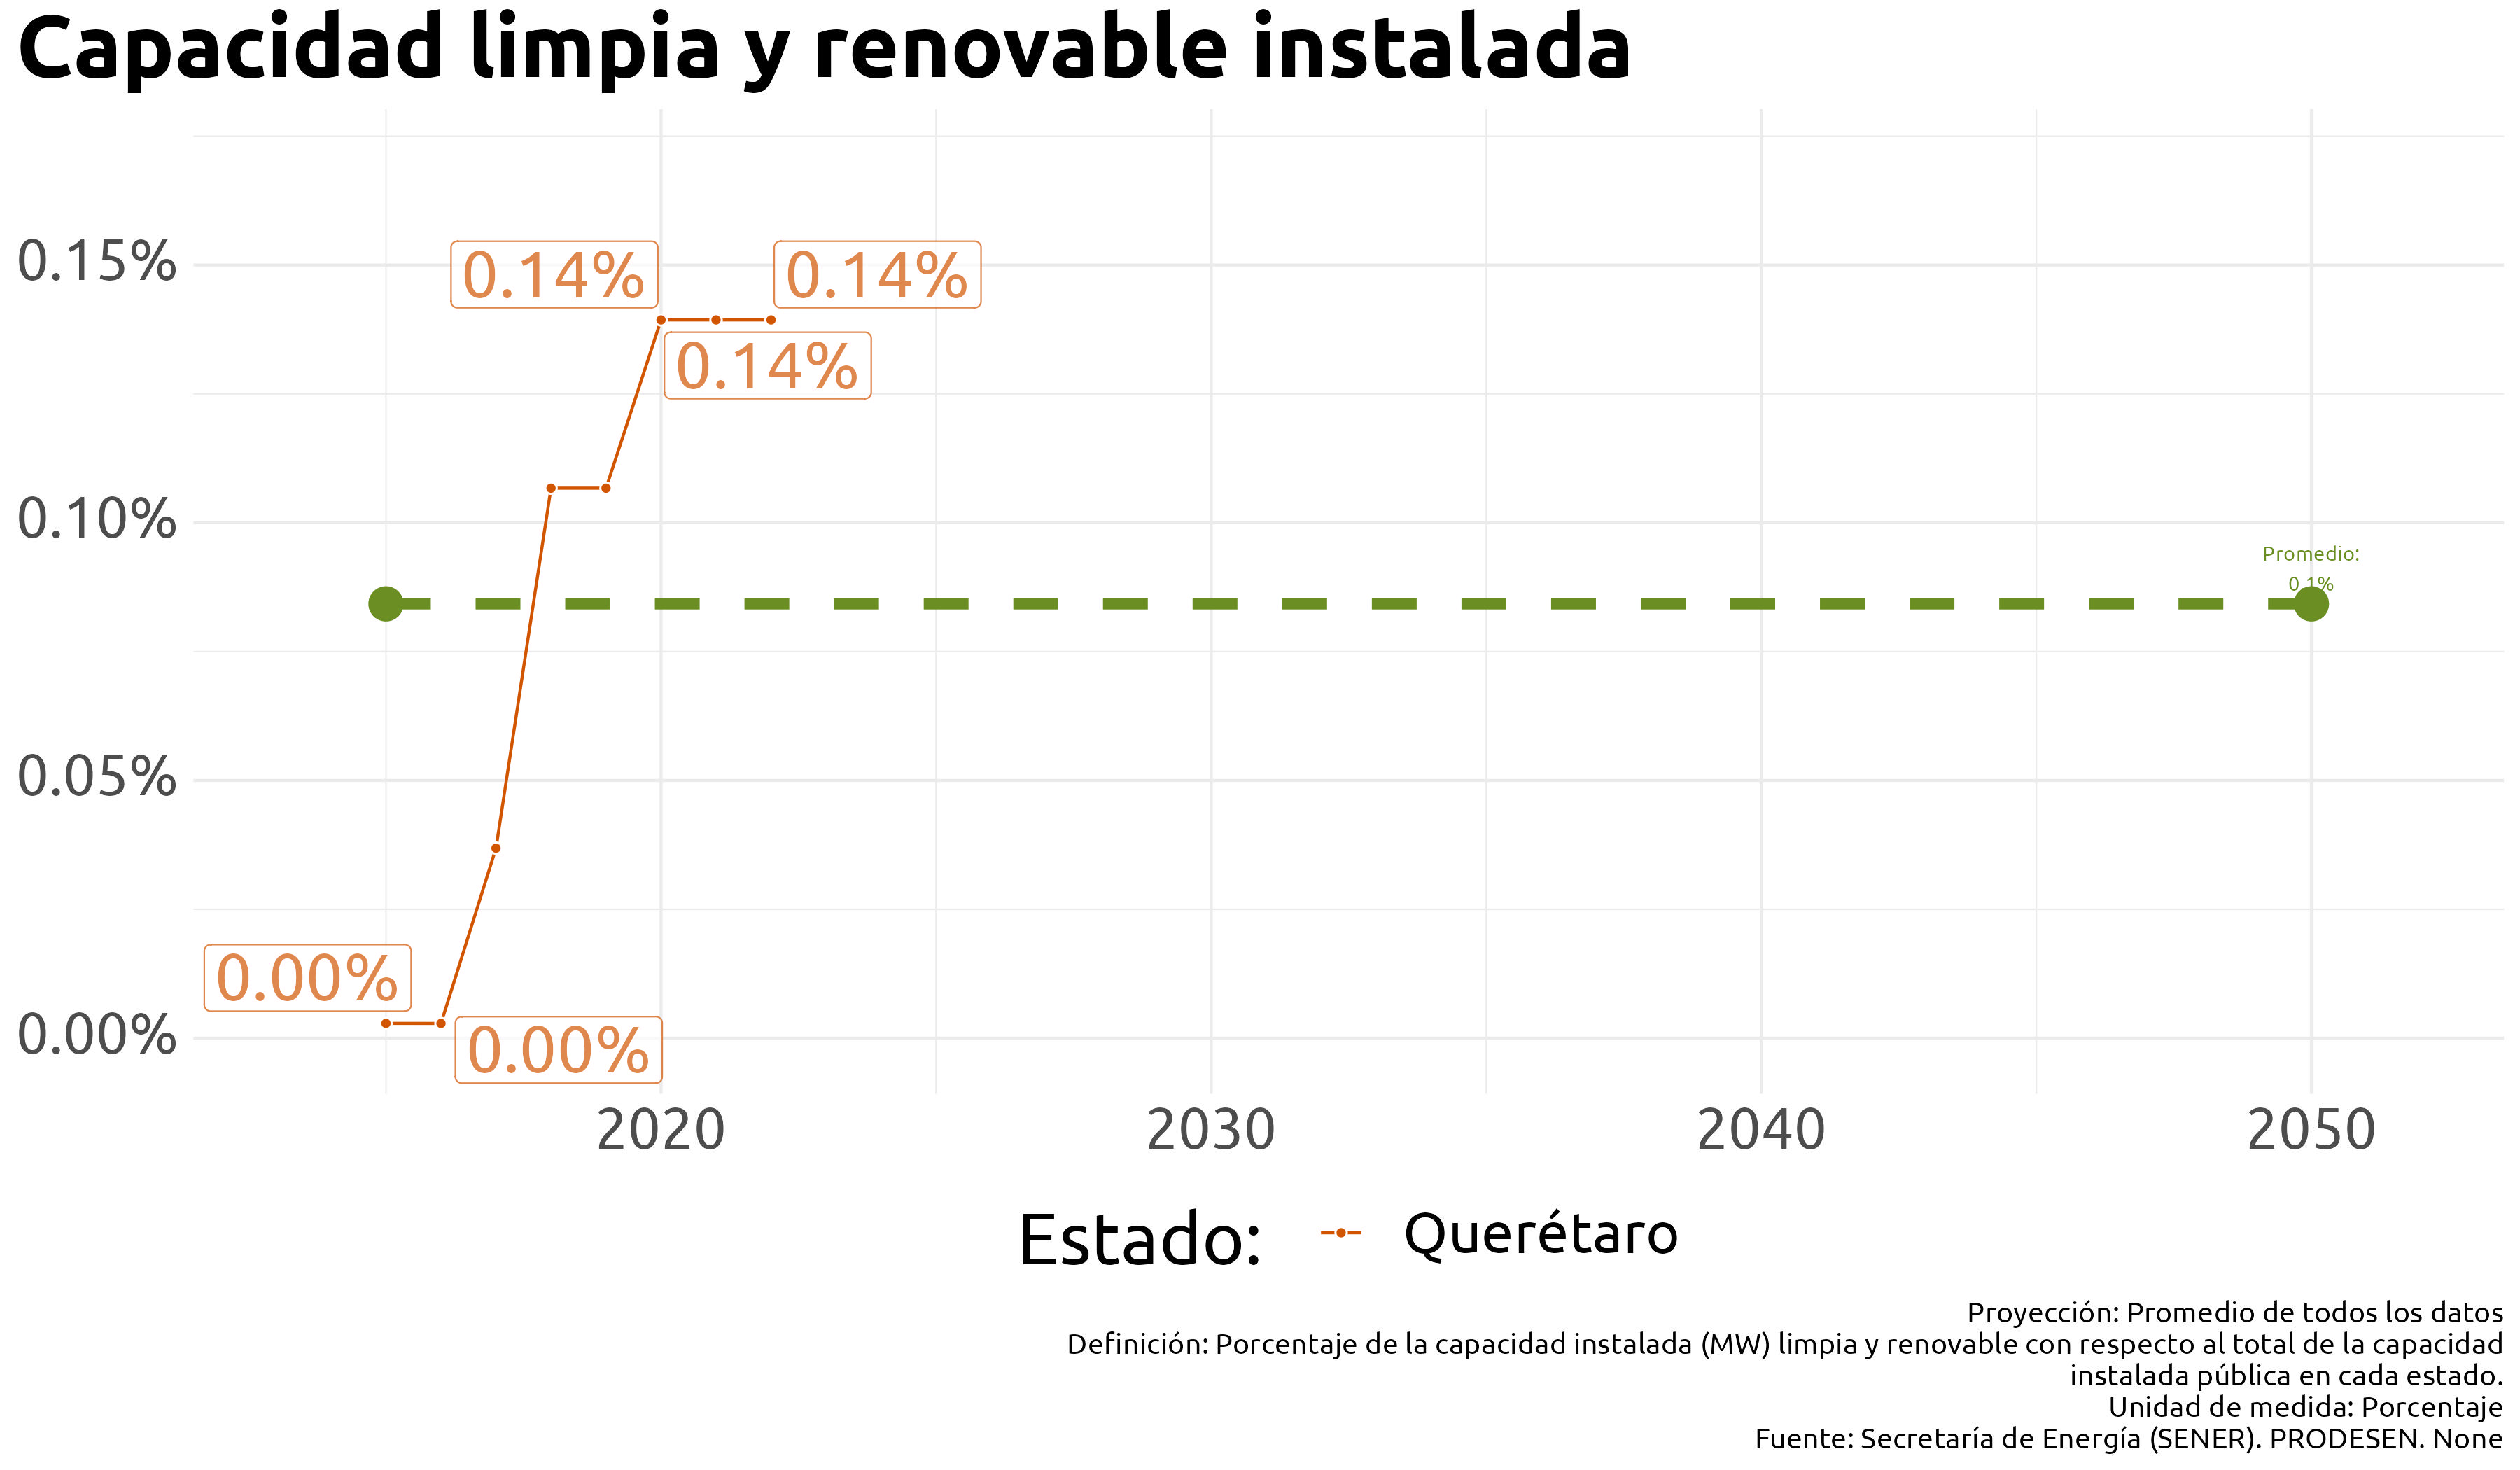 Capacidad limpia y renovable instalada
0.15%
0.10%
0.05%
0.00%
0.14%
0.14%
0.14%
0.00%
0.00%
Promedio:
0.1%
2020
2030
2040
2050
Estado:
Querétaro
Proyección: Promedio de todos los datos
Definición: Porcentaje de la capacidad instalada (MW) limpia y renovable con respecto al total de la capacidad
instalada pública en cada estado.
Unidad de medida: Porcentaje
Fuente: Secretaría de Energía (SENER). PRODESEN. None